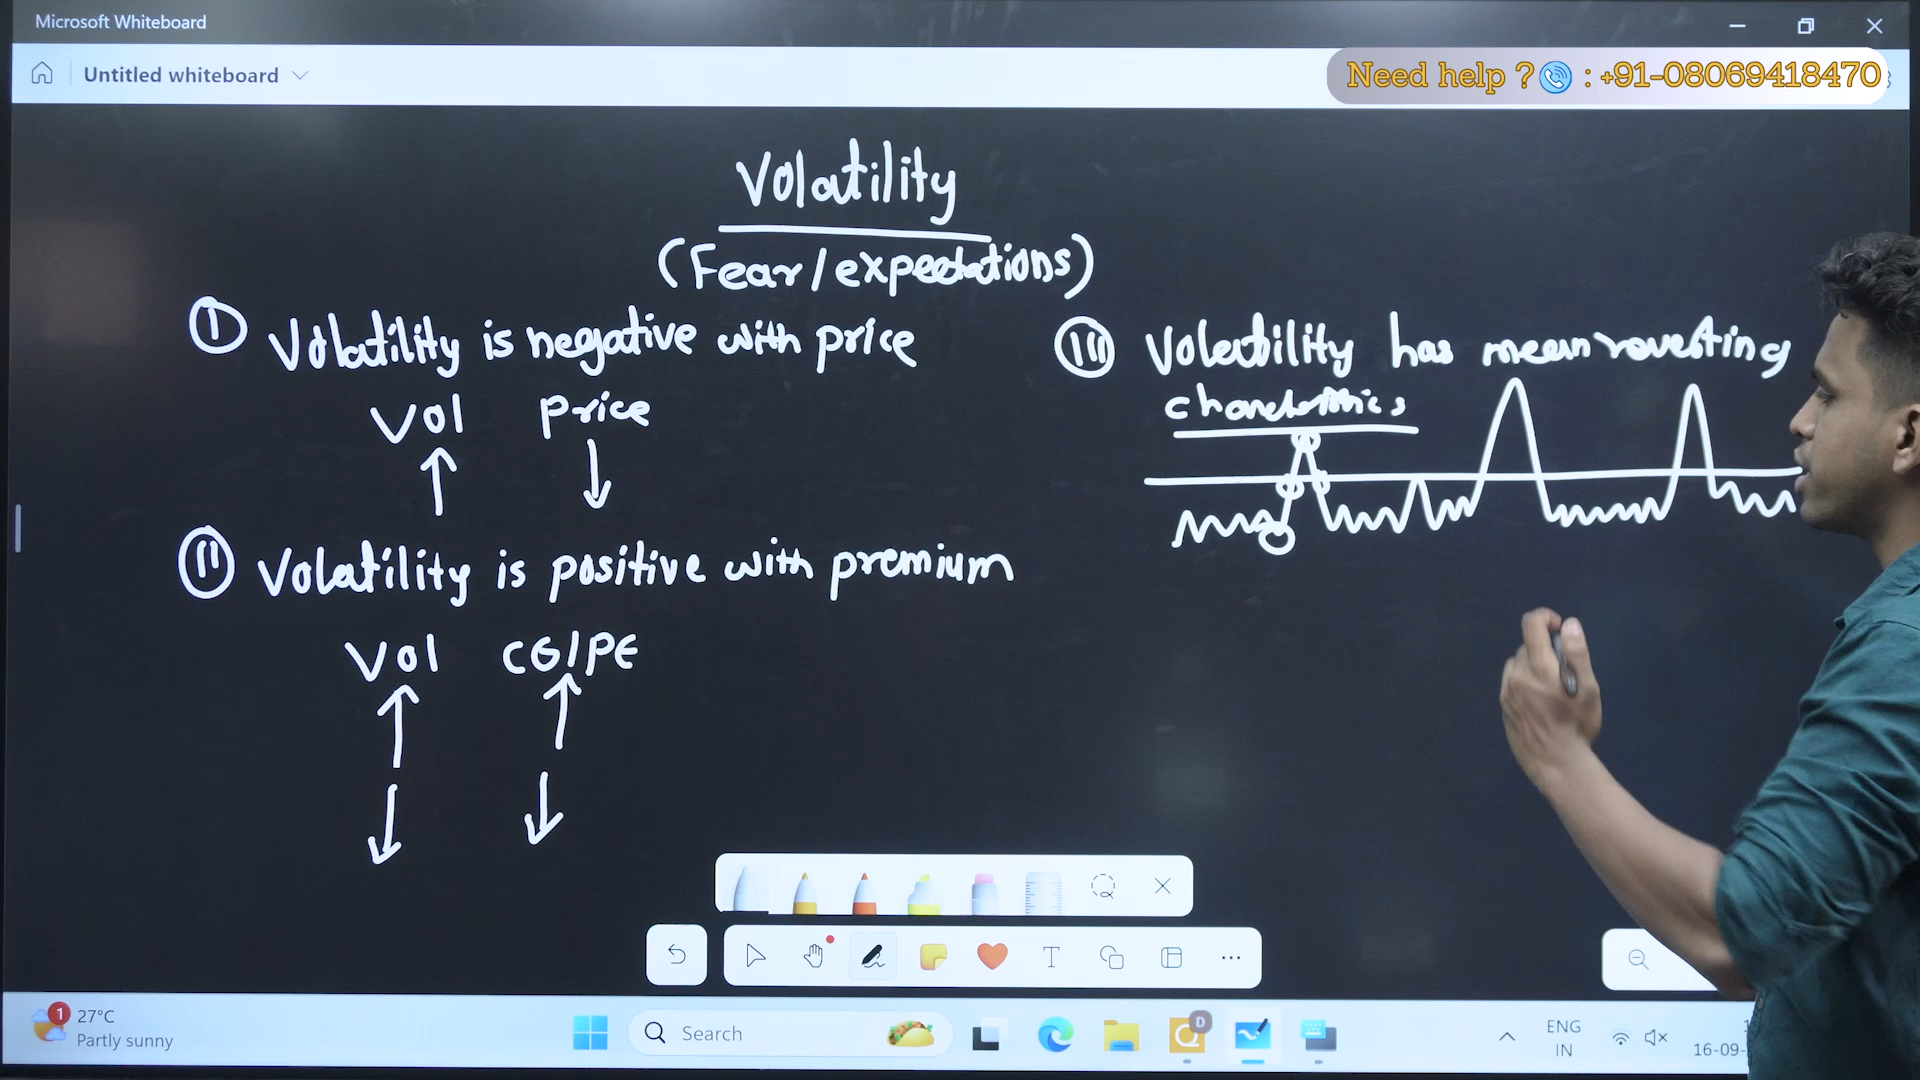 Microsoft Whiteboard
Untitled whiteboard
Need help ? : +91-08069418470
Volatility
(Fear/expectations)
I Volatility is negative with price
Vol price
II Volatility is positive with premium
Vol CE/PE
III Volatility has mean reverting
characteristics
1
27°C
Partly sunny
Search
D
ENG
IN
16-09-